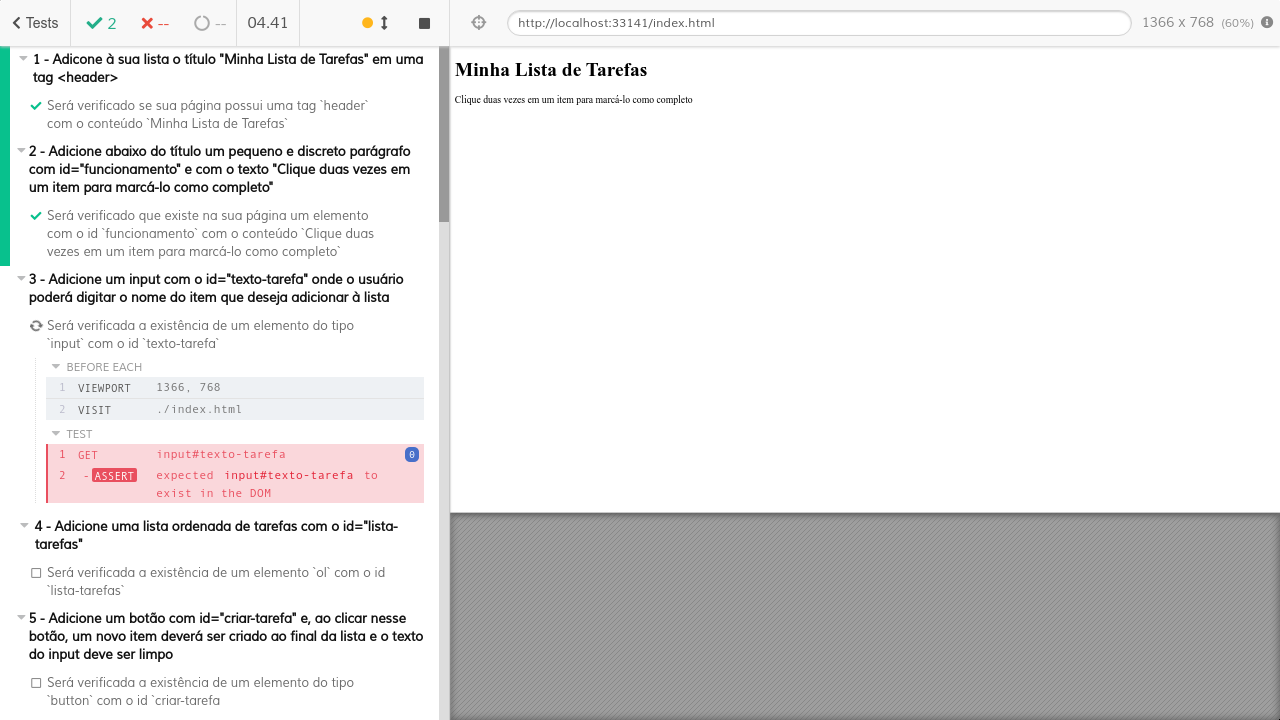 Tests
2
--
--
04.41
http://localhost:33141/index.html
1366 x 768 (60%)
1 - Adicone à sua lista o título "Minha Lista de Tarefas" em uma
tag <header>
Será verificado se sua página possui uma tag `header`
com o conteúdo `Minha Lista de Tarefas`
2 - Adicione abaixo do título um pequeno e discreto parágrafo
com id="funcionamento" e com o texto "Clique duas vezes em
um item para marcá-lo como completo"
Será verificado que existe na sua página um elemento
com o id `funcionamento` com o conteúdo `Clique duas
vezes em um item para marcá-lo como completo`
3 - Adicione um input com o id="texto-tarefa" onde o usuário
poderá digitar o nome do item que deseja adicionar à lista
Será verificada a existência de um elemento do tipo
`input` com o id `texto-tarefa`
BEFORE EACH
1 VIEWPORT 1366, 768
2 VISIT ./index.html
TEST
1 GET input#texto-tarefa 0
2 -ASSERT expected input#texto-tarefa to
exist in the DOM
4 - Adicione uma lista ordenada de tarefas com o id="lista-
tarefas"
Será verificada a existência de um elemento `ol` com o id
`lista-tarefas`
5 - Adicione um botão com id="criar-tarefa" e, ao clicar nesse
botão, um novo item deverá ser criado ao final da lista e o texto
do input deve ser limpo
Será verificada a existência de um elemento do tipo
`button` com o id `criar-tarefa
Minha Lista de Tarefas
Clique duas vezes em um item para marcá-lo como completo